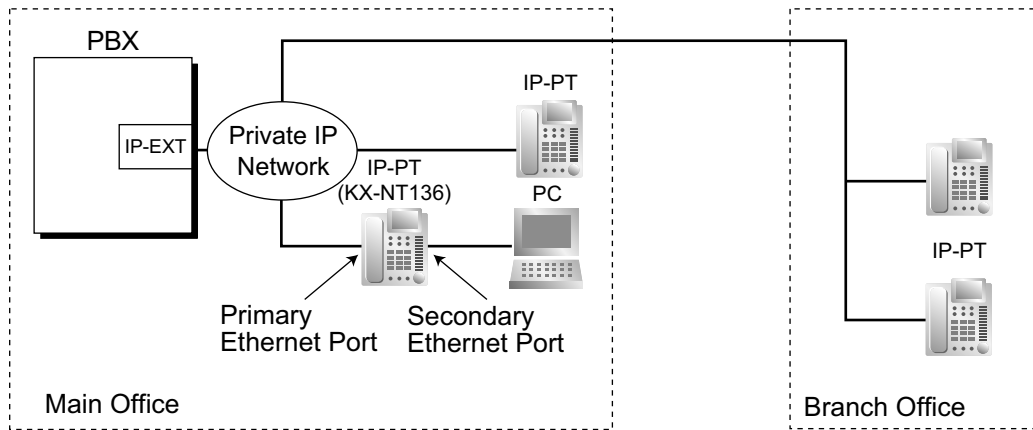 PBX
IP-EXT
Private IP
Network
IP-PT
IP-PT
(KX-NT136)
PC
Primary
Ethernet Port
Secondary
Ethernet Port
Main Office
IP-PT
Branch Office